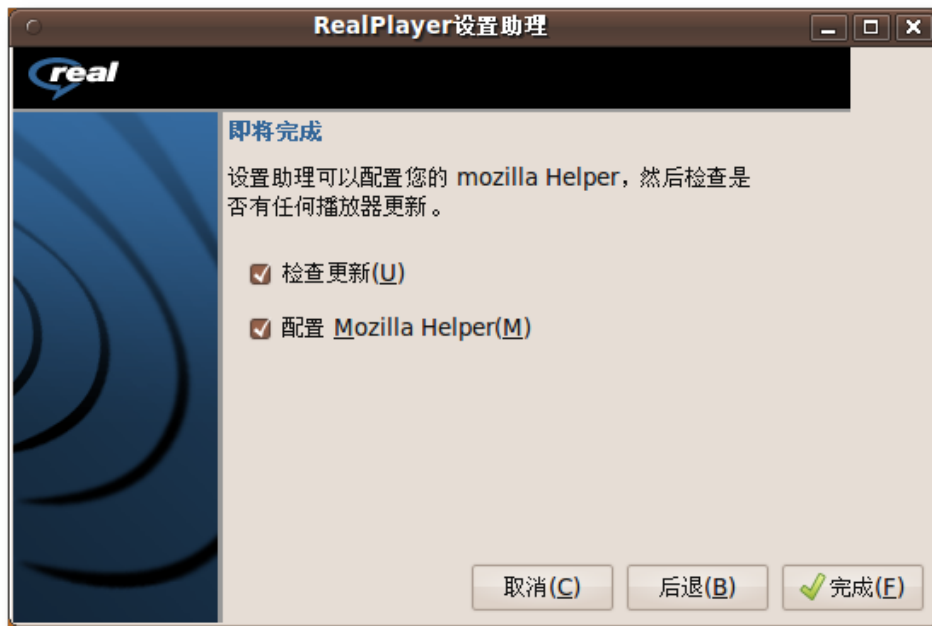 RealPlayer设置助理
real
即将完成
设置助理可以配置您的 mozilla Helper，然后检查是
否有任何播放器更新。
检查更新(U)
配置 Mozilla Helper(M)
取消(C) 后退(B) 完成(F)